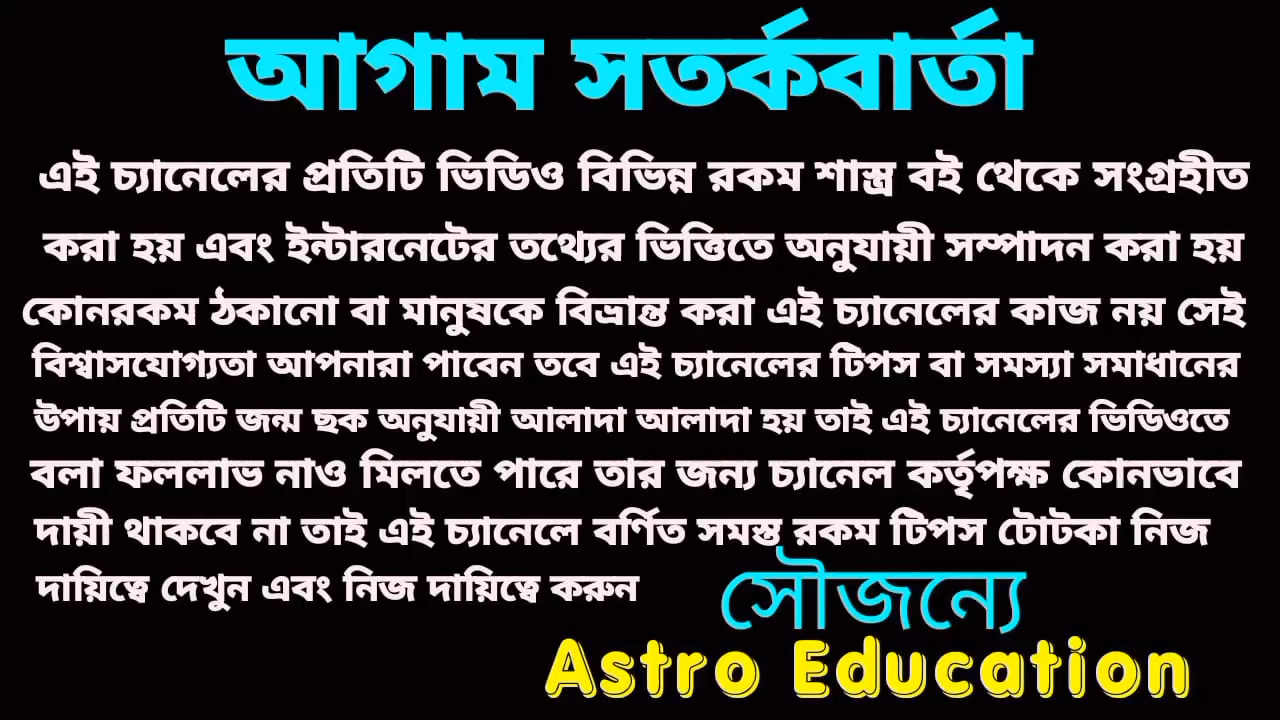 আগাম সতর্কবার্তা
এই চ্যানেলের প্রতিটি ভিডিও বিভিন্ন রকম শাস্ত্র বই থেকে সংগ্রহীত
করা হয় এবং ইন্টারনেটের তথ্যের ভিত্তিতে অনুযায়ী সম্পাদন করা হয়
কোনরকম ঠকানো বা মানুষকে বিভ্রান্ত করা এই চ্যানেলের কাজ নয় সেই
বিশ্বাসযোগ্যতা আপনারা পাবেন তবে এই চ্যানেলের টিপস বা সমস্যা সমাধানের
উপায় প্রতিটি জন্ম ছক অনুযায়ী আলাদা আলাদা হয় তাই এই চ্যানেলের ভিডিওতে
বলা ফললাভ নাও মিলতে পারে তার জন্য চ্যানেল কর্তৃপক্ষ কোনভাবে
দায়ী থাকবে না তাই এই চ্যানেলে বর্ণিত সমস্ত রকম টিপস টোটকা নিজ
দায়িত্বে দেখুন এবং নিজ দায়িত্বে করুন
সৌজন্যে
Astro Education